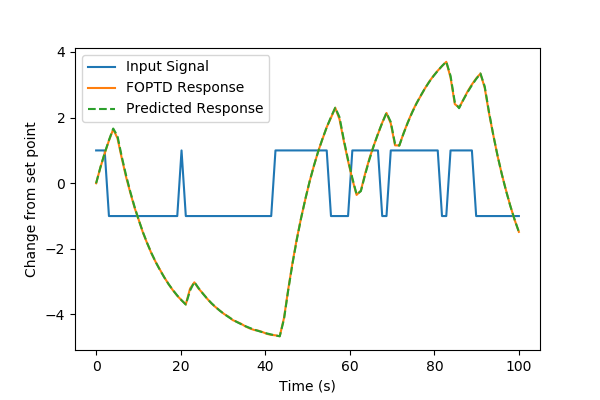 Input Signal
FOPTD Response
Predicted Response
Change from set point
4
2
0
−2
−4
0 20 40 60 80 100
Time (s)